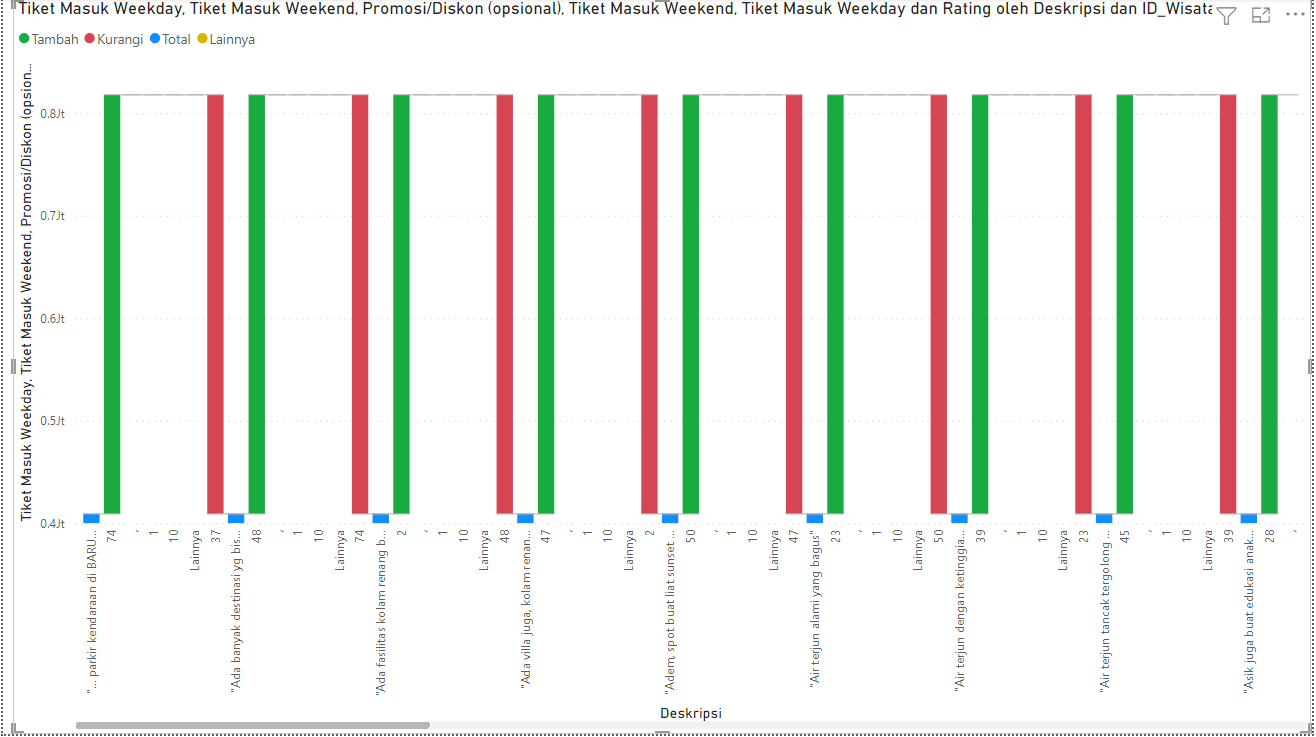 Tiket Masuk Weekday, Tiket Masuk Weekend, Promosi/Diskon (opsional), Tiket Masuk Weekend, Tiket Masuk Weekday dan Rating oleh Deskripsi dan ID_Wisata
Tambah Kurangi Total Lainnya
Tiket Masuk Weekday, Tiket Masuk Weekend, Promosi/Diskon (opsion...
0.8Jt
0.7Jt
0.6Jt
0.5Jt
0.4Jt
"... parkir kendaraan di BARU...
74
,
1
10
Lainnya
37
"Ada banyak destinasi yg bis...
48
,
1
10
Lainnya
74
"Ada fasilitas kolam renang b...
2
,
1
10
Lainnya
48
"Ada villa juga, kolam renan...
47
,
1
10
Lainnya
2
"Adem, spot buat liat sunset...
50
,
1
10
Lainnya
47
"Air terjun alami yang bagus"
23
,
1
10
Lainnya
50
"Air terjun dengan ketinggia...
39
,
1
10
Lainnya
23
"Air terjun tancak tergolong ...
45
,
1
10
Lainnya
39
"Asik juga buat edukasi anak...
28
,
Deskripsi